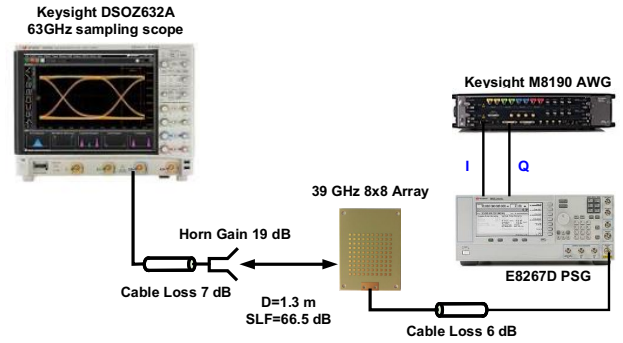 Keysight DSOZ632A
63GHz sampling scope
Keysight M8190 AWG
I
Q
39 GHz 8x8 Array
Horn Gain 19 dB
E8267D PSG
Cable Loss 7 dB
D=1.3 m
SLF=66.5 dB
Cable Loss 6 dB